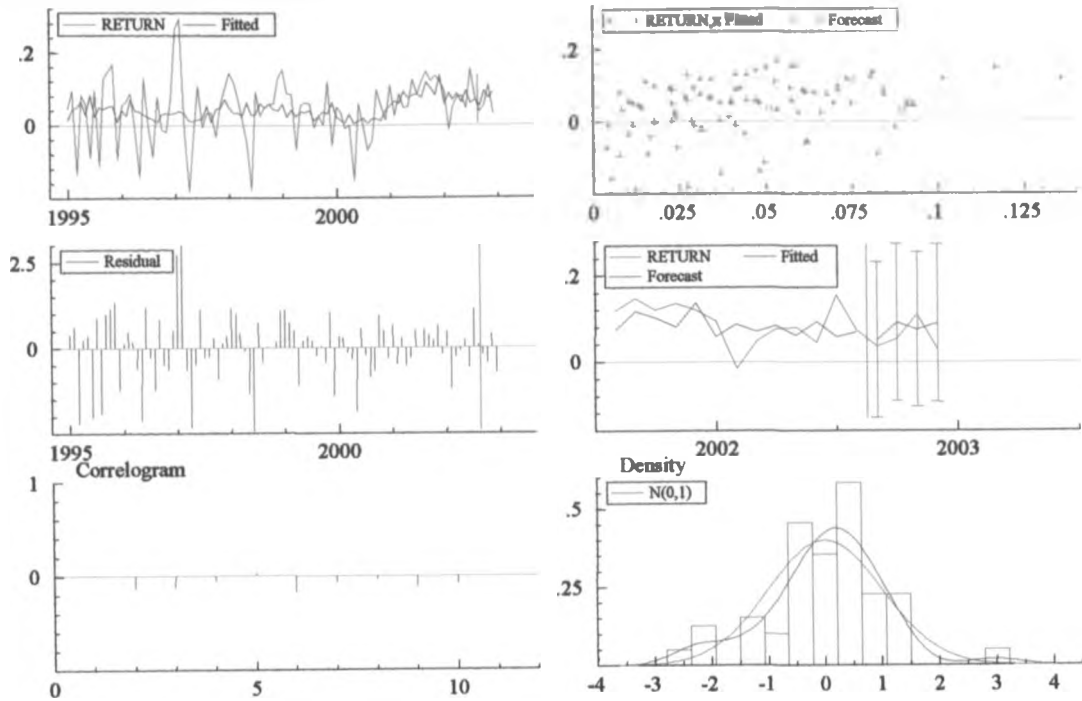 RETURN Fitted
.2
0
1995 2000
RETURN x Fitted Forecast
.2
0
0 .025 .05 .075 .1 .125
Residual
2.5
0
1995 2000
RETURN Fitted
Forecast
.2
0
2002 2003
Correlogram
1
0
0 5 10
Density
N(0,1)
.5
.25
-4 -3 -2 -1 0 1 2 3 4